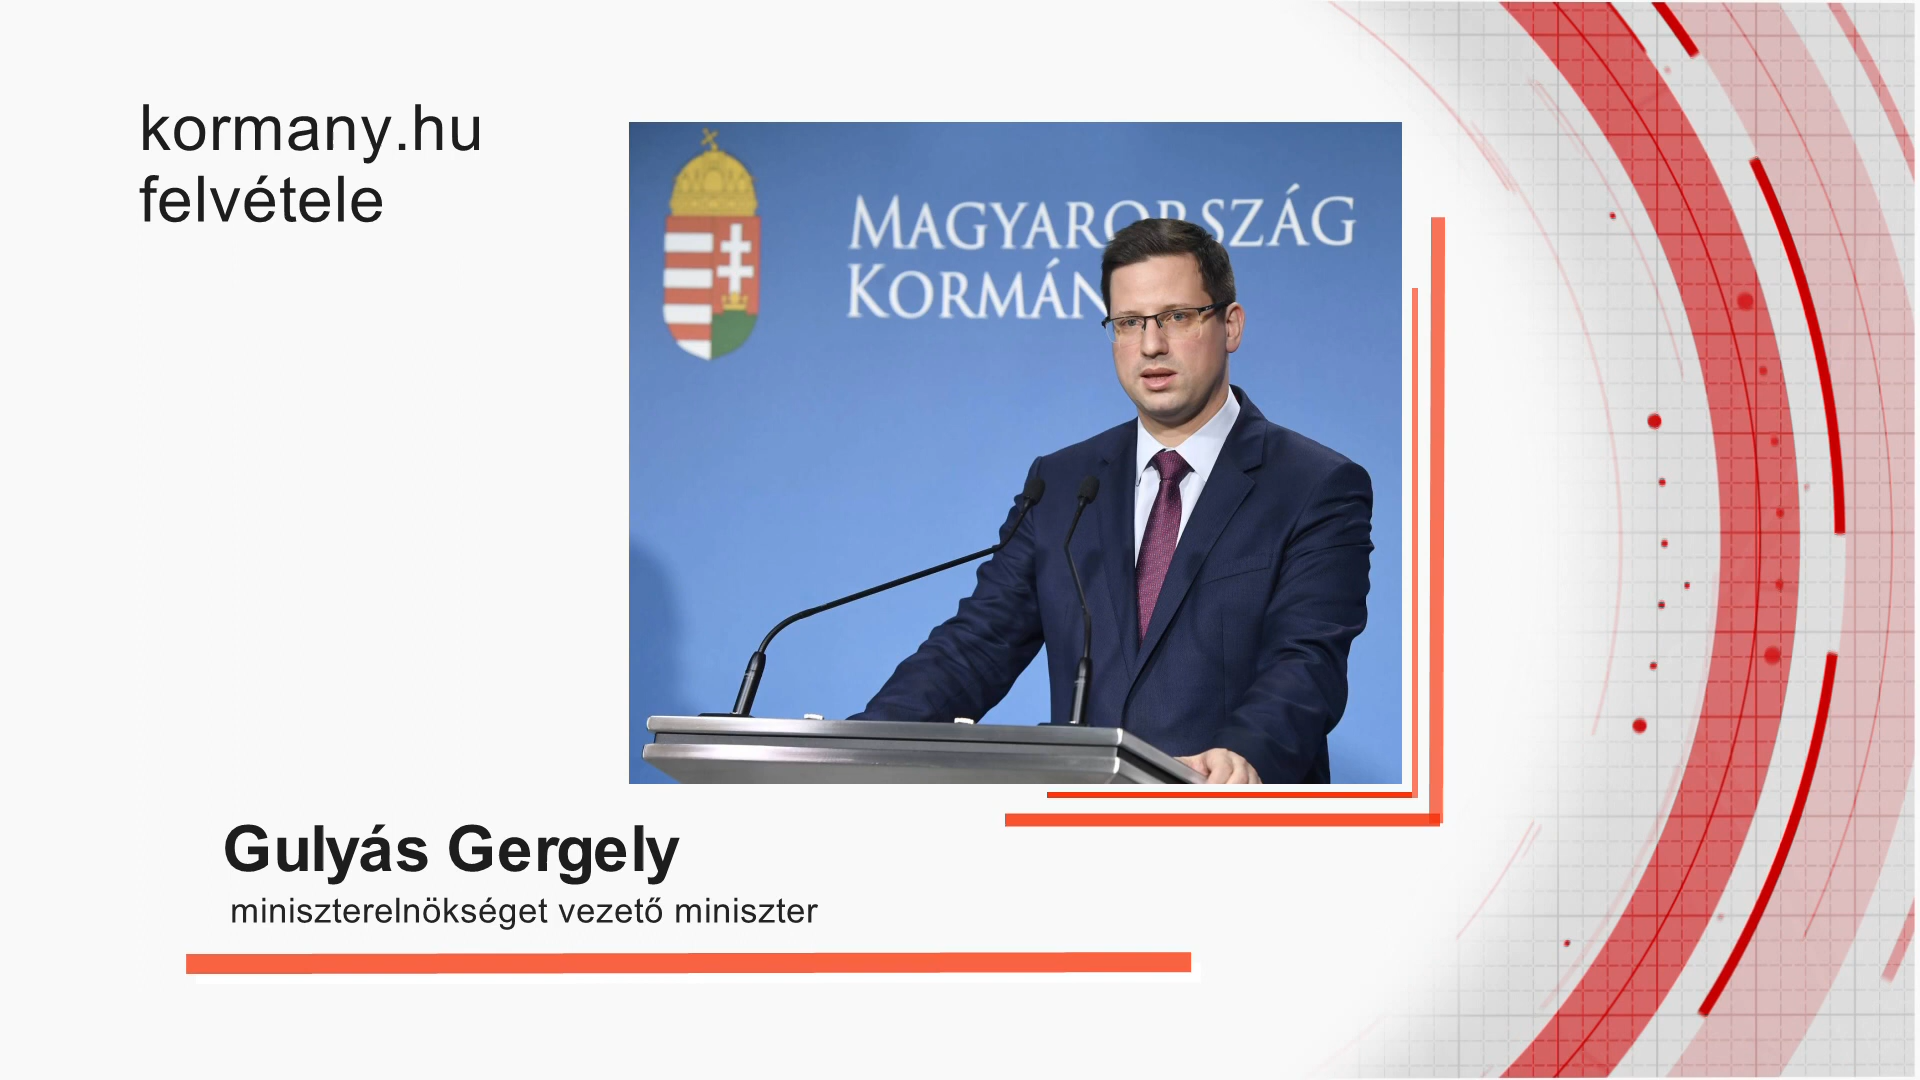 kormany.hu
felvétele
MAGYARORSZÁG
KORMÁN
Gulyás Gergely
miniszterelnökséget vezető miniszter